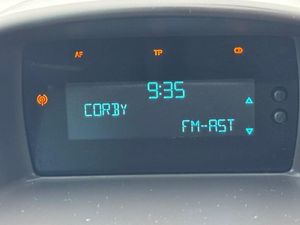 AF TP CD
9:35
CORBY
FM-AST